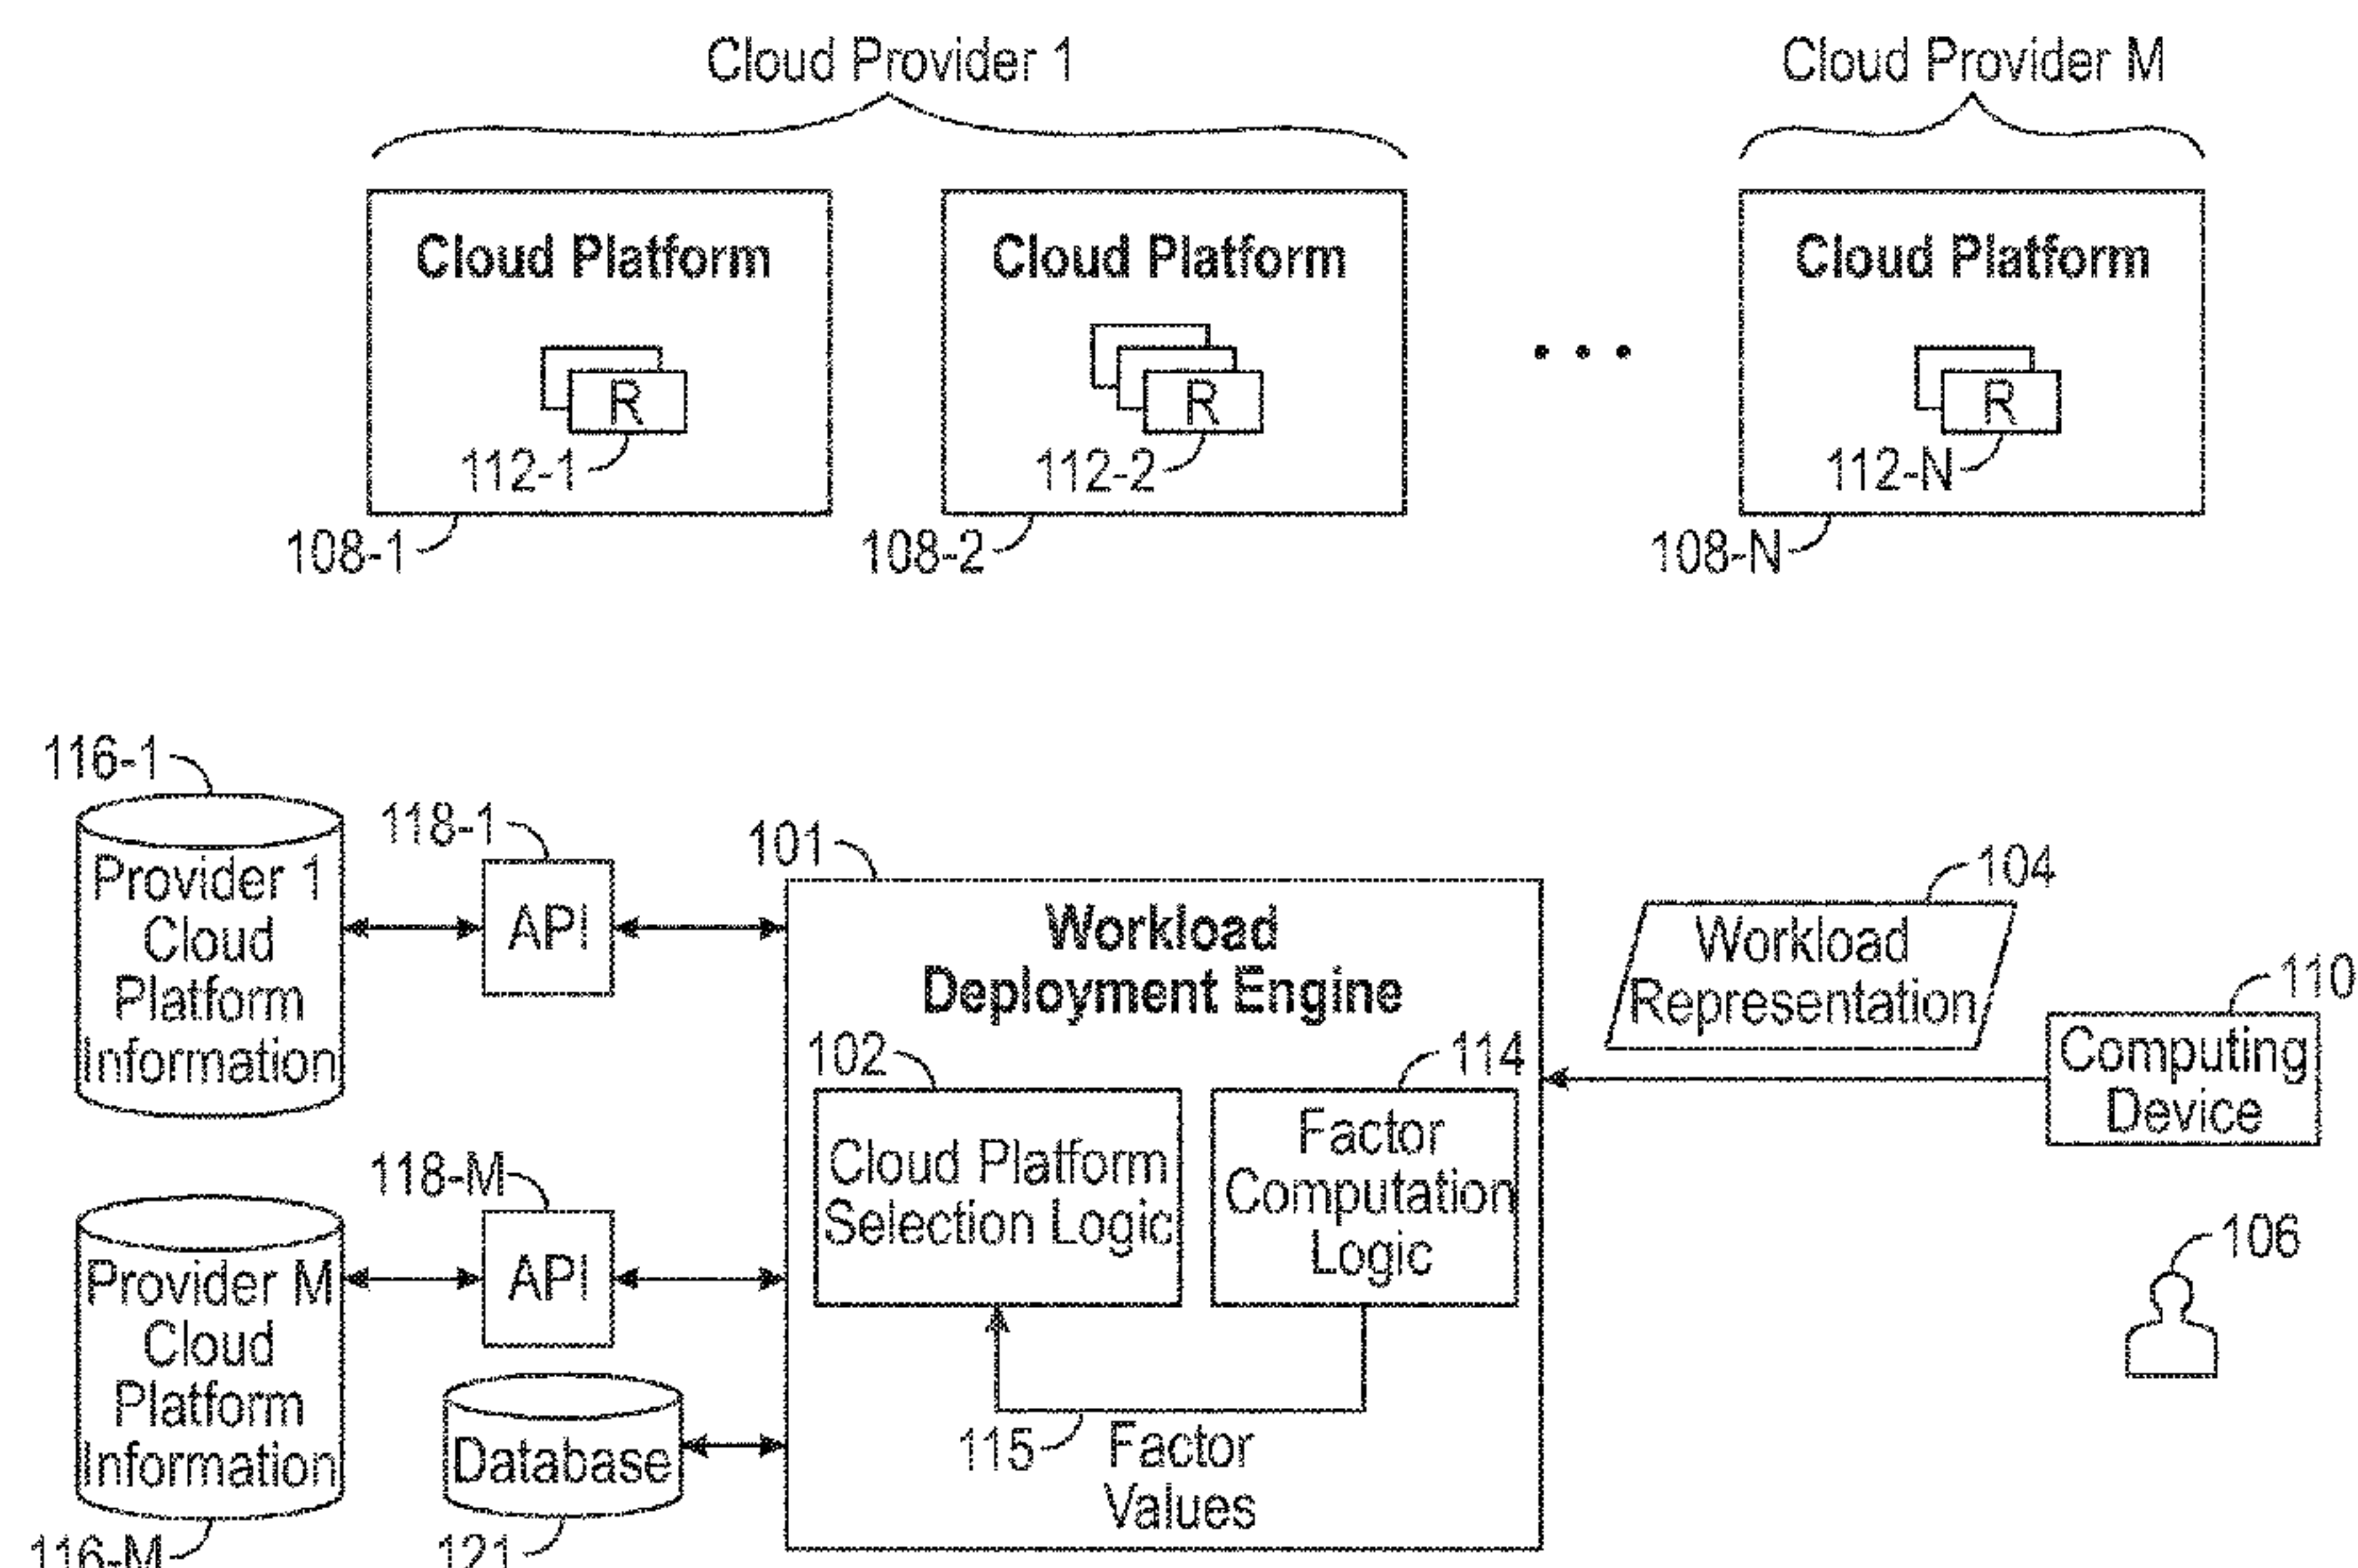 Cloud Provider 1
Cloud Provider M
Cloud Platform
R
112-1
108-1
Cloud Platform
R
112-2
108-2
...
Cloud Platform
R
112-N
108-N
116-1
Provider 1
Cloud
Platform
Information
118-1
API
101
Workload
Deployment Engine
102
Cloud Platform
Selection Logic
114
Factor
Computation
Logic
115
Factor
Values
104
Workload
Representation
110
Computing
Device
106
118-M
API
Provider M
Cloud
Platform
Information
116-M
Database
121